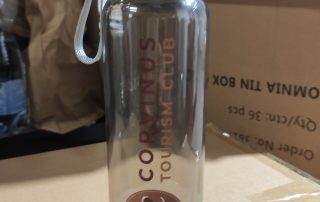 CORVINUS
TOURISM CLUB
OMNIA TIN BOX
Qty/ctn: 36 pcs
Order No: